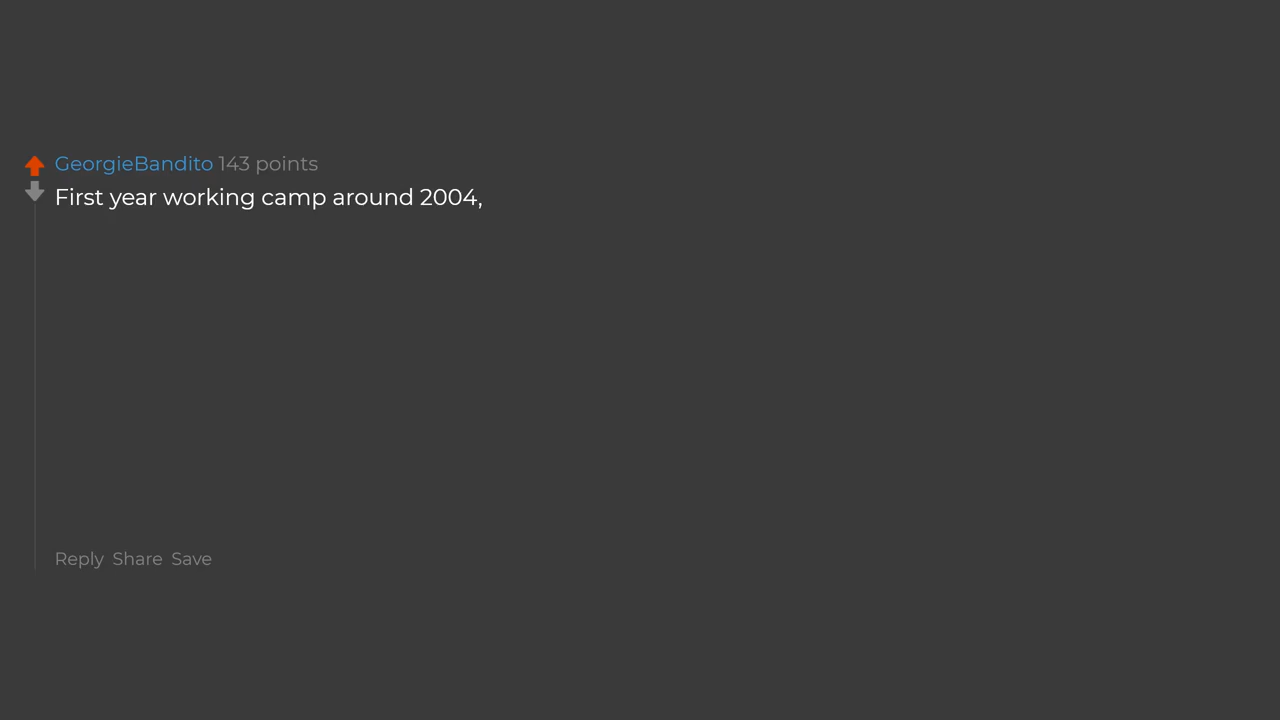 GeorgieBandito 143 points
First year working camp around 2004,
Reply Share Save